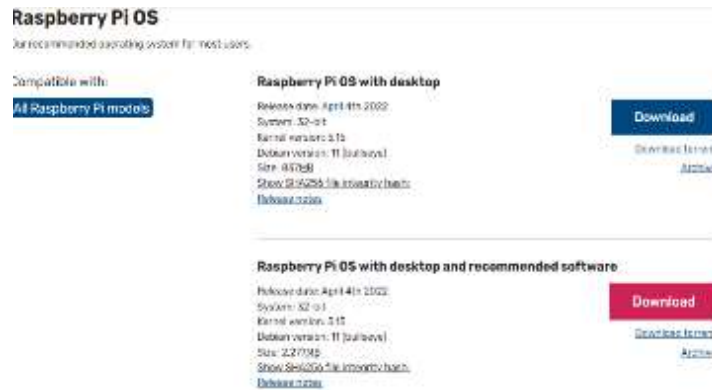 Raspberry Pi OS
Our recommended operating system for most users.
Compatible with:
All Raspberry Pi models
Raspberry Pi OS with desktop
Release date: April 4th 2022
System: 32-bit
Kernel version: 5.15
Debian version: 11 (bullseye)
Size: 837MB
Show SHA256 file integrity hash:
Release notes
Download
Download torrent
Archive
Raspberry Pi OS with desktop and recommended software
Release date: April 4th 2022
System: 32-bit
Kernel version: 5.15
Debian version: 11 (bullseye)
Size: 2,277MB
Show SHA256 file integrity hash:
Release notes
Download
Download torrent
Archive